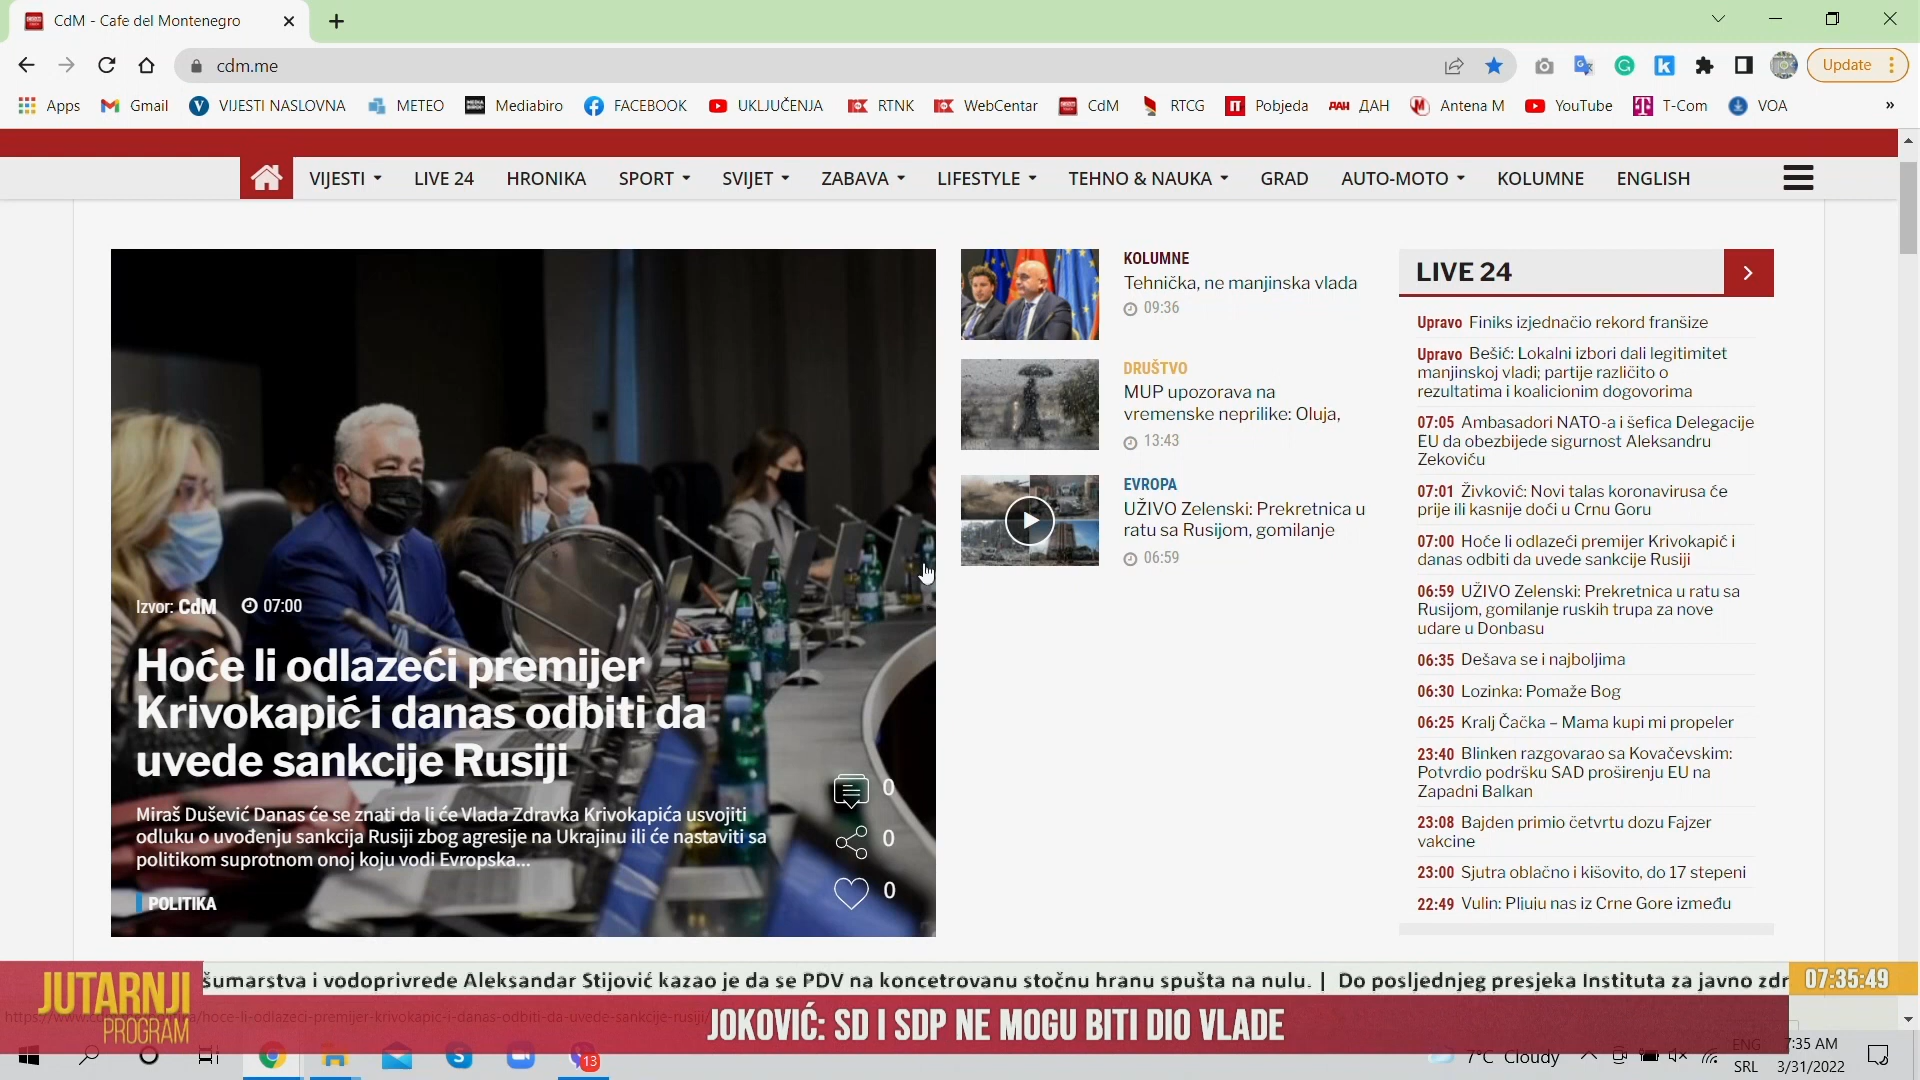 CdM - Cafe del Montenegro
cdm.me
Update
Apps Gmail VIJESTI NASLOVNA METEO Mediabiro FACEBOOK UKLJUČENJA RTNK WebCentar CdM RTCG Pobjeda ДАН Antena M YouTube T-Com VOA »
VIJESTI LIVE 24 HRONIKA SPORT SVIJET ZABAVA LIFESTYLE TEHNO & NAUKA GRAD AUTO-MOTO KOLUMNE ENGLISH
Izvor: CdM 07:00
Hoće li odlazeći premijer
Krivokapić i danas odbiti da
uvede sankcije Rusiji
Miraš Dušević Danas će se znati da li će Vlada Zdravka Krivokapića usvojiti
odluku o uvođenju sankcija Rusiji zbog agresije na Ukrajinu ili će nastaviti sa
politikom suprotnom onoj koju vodi Evropska...
POLITIKA
0
0
0
KOLUMNE
Tehnička, ne manjinska vlada
09:36
DRUŠTVO
MUP upozorava na
vremenske neprilike: Oluja,
13:43
EVROPA
UŽIVO Zelenski: Prekretnica u
ratu sa Rusijom, gomilanje
06:59
LIVE 24
Upravo Finiks izjednačio rekord franšize
Upravo Bešić: Lokalni izbori dali legitimitet
manjinskoj vladi; partije različito o
rezultatima i koalicionim dogovorima
07:05 Ambasadori NATO-a i šefica Delegacije
EU da obezbijede sigurnost Aleksandru
Zekoviću
07:01 Živković: Novi talas koronavirusa će
prije ili kasnije doći u Crnu Goru
07:00 Hoće li odlazeći premijer Krivokapić i
danas odbiti da uvede sankcije Rusiji
06:59 UŽIVO Zelenski: Prekretnica u ratu sa
Rusijom, gomilanje ruskih trupa za nove
udare u Donbasu
06:35 Dešava se i najboljima
06:30 Lozinka: Pomaže Bog
06:25 Kralj Čačka – Mama kupi mi propeler
23:40 Blinken razgovarao sa Kovačevskim:
Potvrdio podršku SAD proširenju EU na
Zapadni Balkan
23:08 Bajden primio četvrtu dozu Fajzer
vakcine
23:00 Sjutra oblačno i kišovito, do 17 stepeni
22:49 Vulin: Pljuju nas iz Crne Gore između
JUTARNJI
PROGRAM
šumarstva i vodoprivrede Aleksandar Stijović kazao je da se PDV na koncetrovanu stočnu hranu spušta na nulu. | Do posljednjeg presjeka Instituta za javno zdr
07:35:49
JOKOVIĆ: SD I SDP NE MOGU BITI DIO VLADE
13
7°C Cloudy
ENG
SRL
7:35 AM
3/31/2022